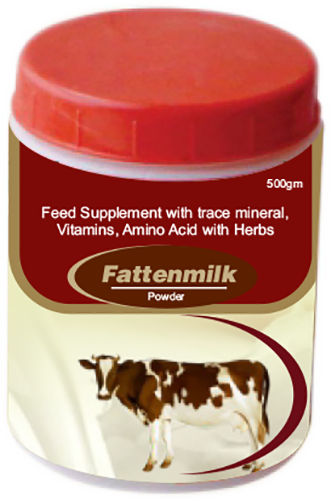 500gm
Feed Supplement with trace mineral,
Vitamins, Amino Acid with Herbs
Fattenmilk
Powder